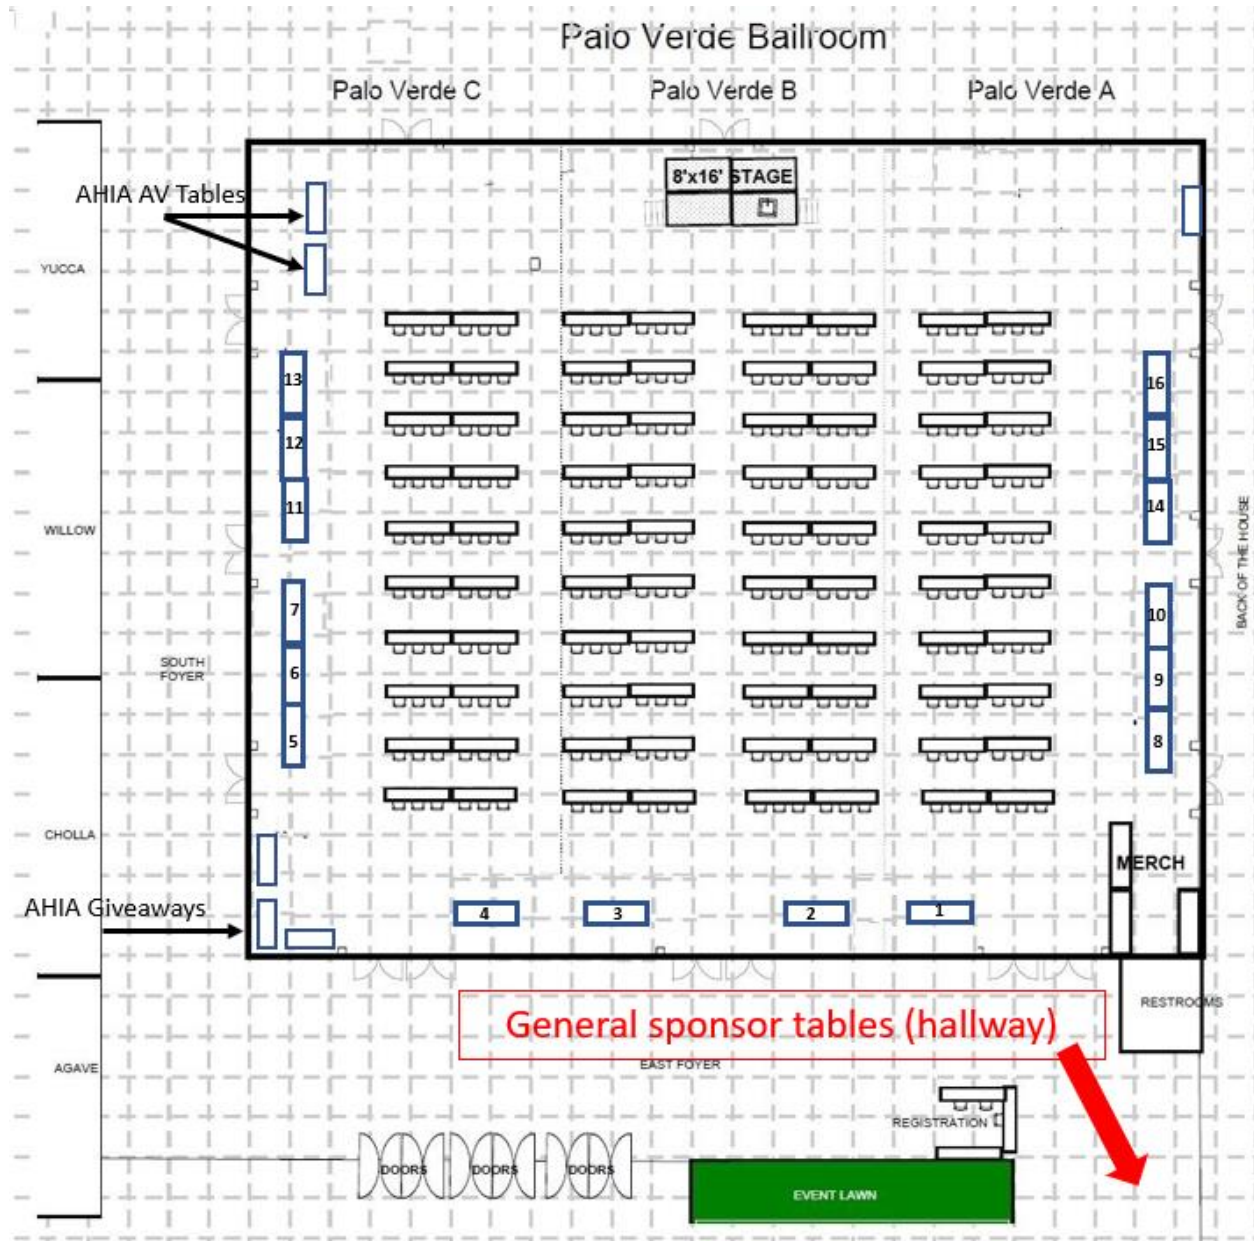 Palo Verde Ballroom
Palo Verde C
Palo Verde B
Palo Verde A
8'x16' STAGE
AHIA AV Tables
YUCCA
13
16
12
15
11
14
WILLOW
BACK OF THE HOUSE
7
10
SOUTH
FOYER
6
9
5
8
CHOLLA
MERCH
AHIA Giveaways
4
3
2
1
RESTROOMS
General sponsor tables (hallway)
AGAVE
EAST FOYER
REGISTRATION
DOORS
DOORS
DOORS
EVENT LAWN